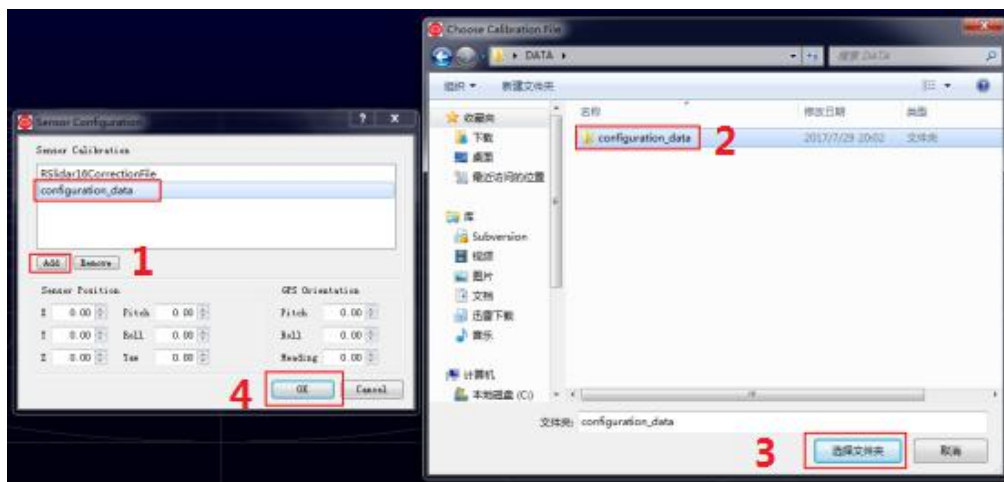 Sensor Configuration
Sensor Calibration
RSlidar16CorrectionFile
configuration_data
Add
Remove
1
Sensor Position
GPS Orientation
X 0.00 Pitch 0.00
Pitch 0.00
Y 0.00 Roll 0.00
Roll 0.00
Z 0.00 Yaw 0.00
Heading 0.00
4
OK
Cancel
Choose Calibration File
DATA
搜索 DATA
组织
新建文件夹
收藏夹
下载
桌面
最近访问的位置
库
Subversion
视频
图片
文档
迅雷下载
音乐
计算机
本地磁盘 (C:)
名称
修改日期
类型
configuration_data
2
2017/7/29 20:02
文件夹
文件夹: configuration_data
3
选择文件夹
取消